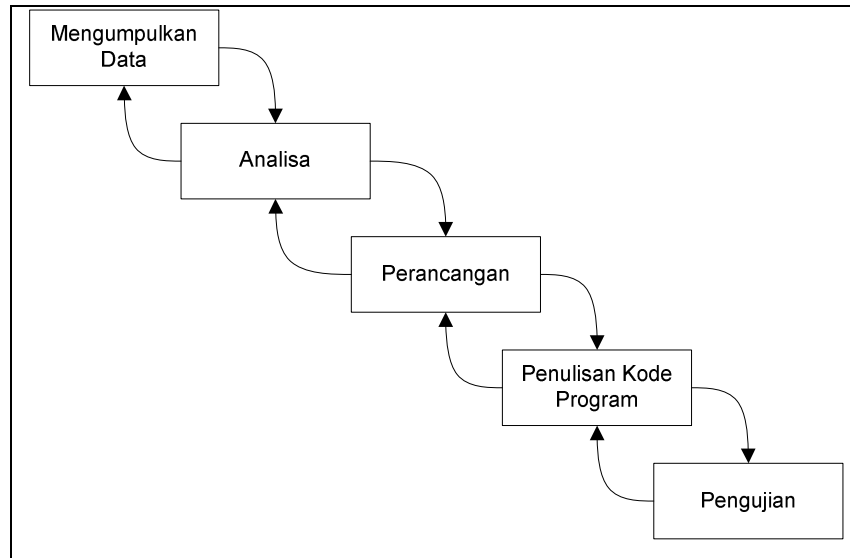 Mengumpulkan
Data
Analisa
Perancangan
Penulisan Kode
Program
Pengujian